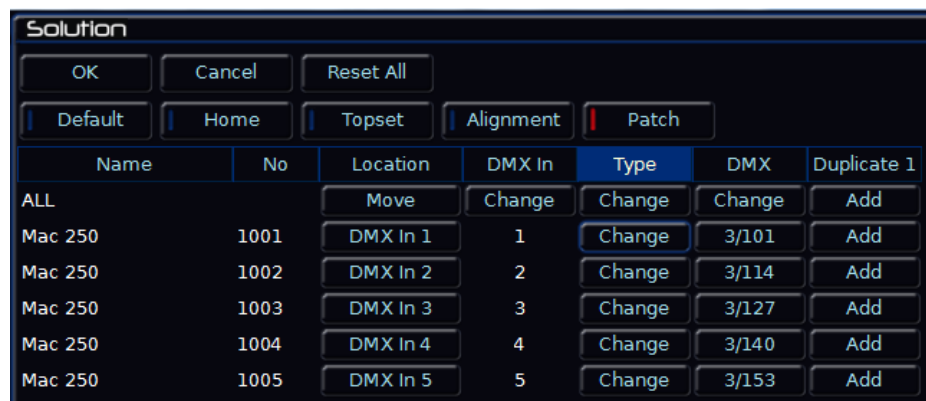 Solution
OK Cancel Reset All
Default Home Topset Alignment Patch
Name No Location DMX In Type DMX Duplicate 1
ALL Move Change Change Change Add
Mac 250 1001 DMX In 1 1 Change 3/101 Add
Mac 250 1002 DMX In 2 2 Change 3/114 Add
Mac 250 1003 DMX In 3 3 Change 3/127 Add
Mac 250 1004 DMX In 4 4 Change 3/140 Add
Mac 250 1005 DMX In 5 5 Change 3/153 Add